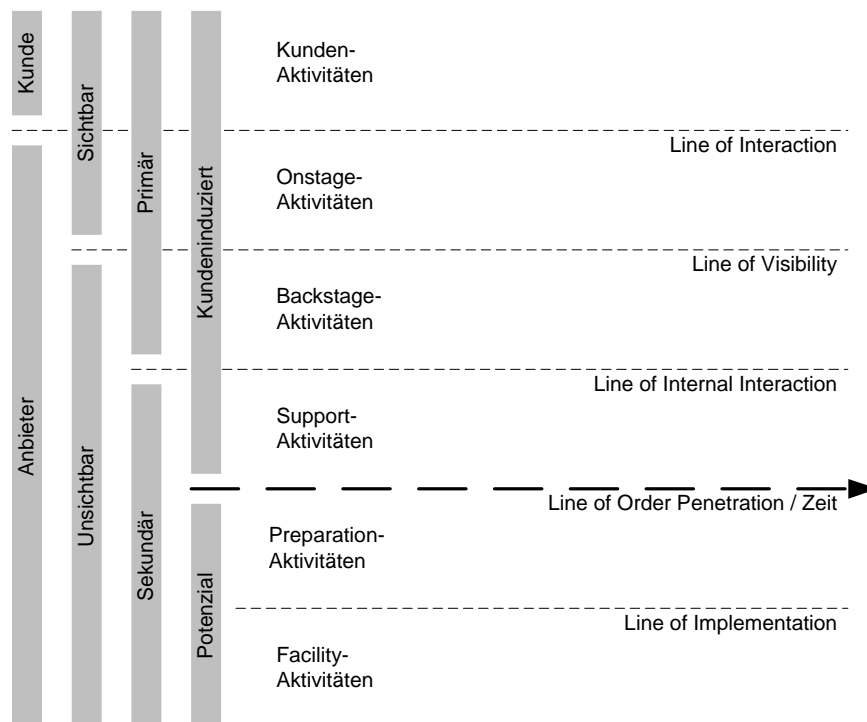 Kunde
Sichtbar
Primär
Kundeninduziert
Anbieter
Unsichtbar
Sekundär
Potenzial
Kunden-
Aktivitäten
Line of Interaction
Onstage-
Aktivitäten
Line of Visibility
Backstage-
Aktivitäten
Line of Internal Interaction
Support-
Aktivitäten
Line of Order Penetration / Zeit
Preparation-
Aktivitäten
Line of Implementation
Facility-
Aktivitäten